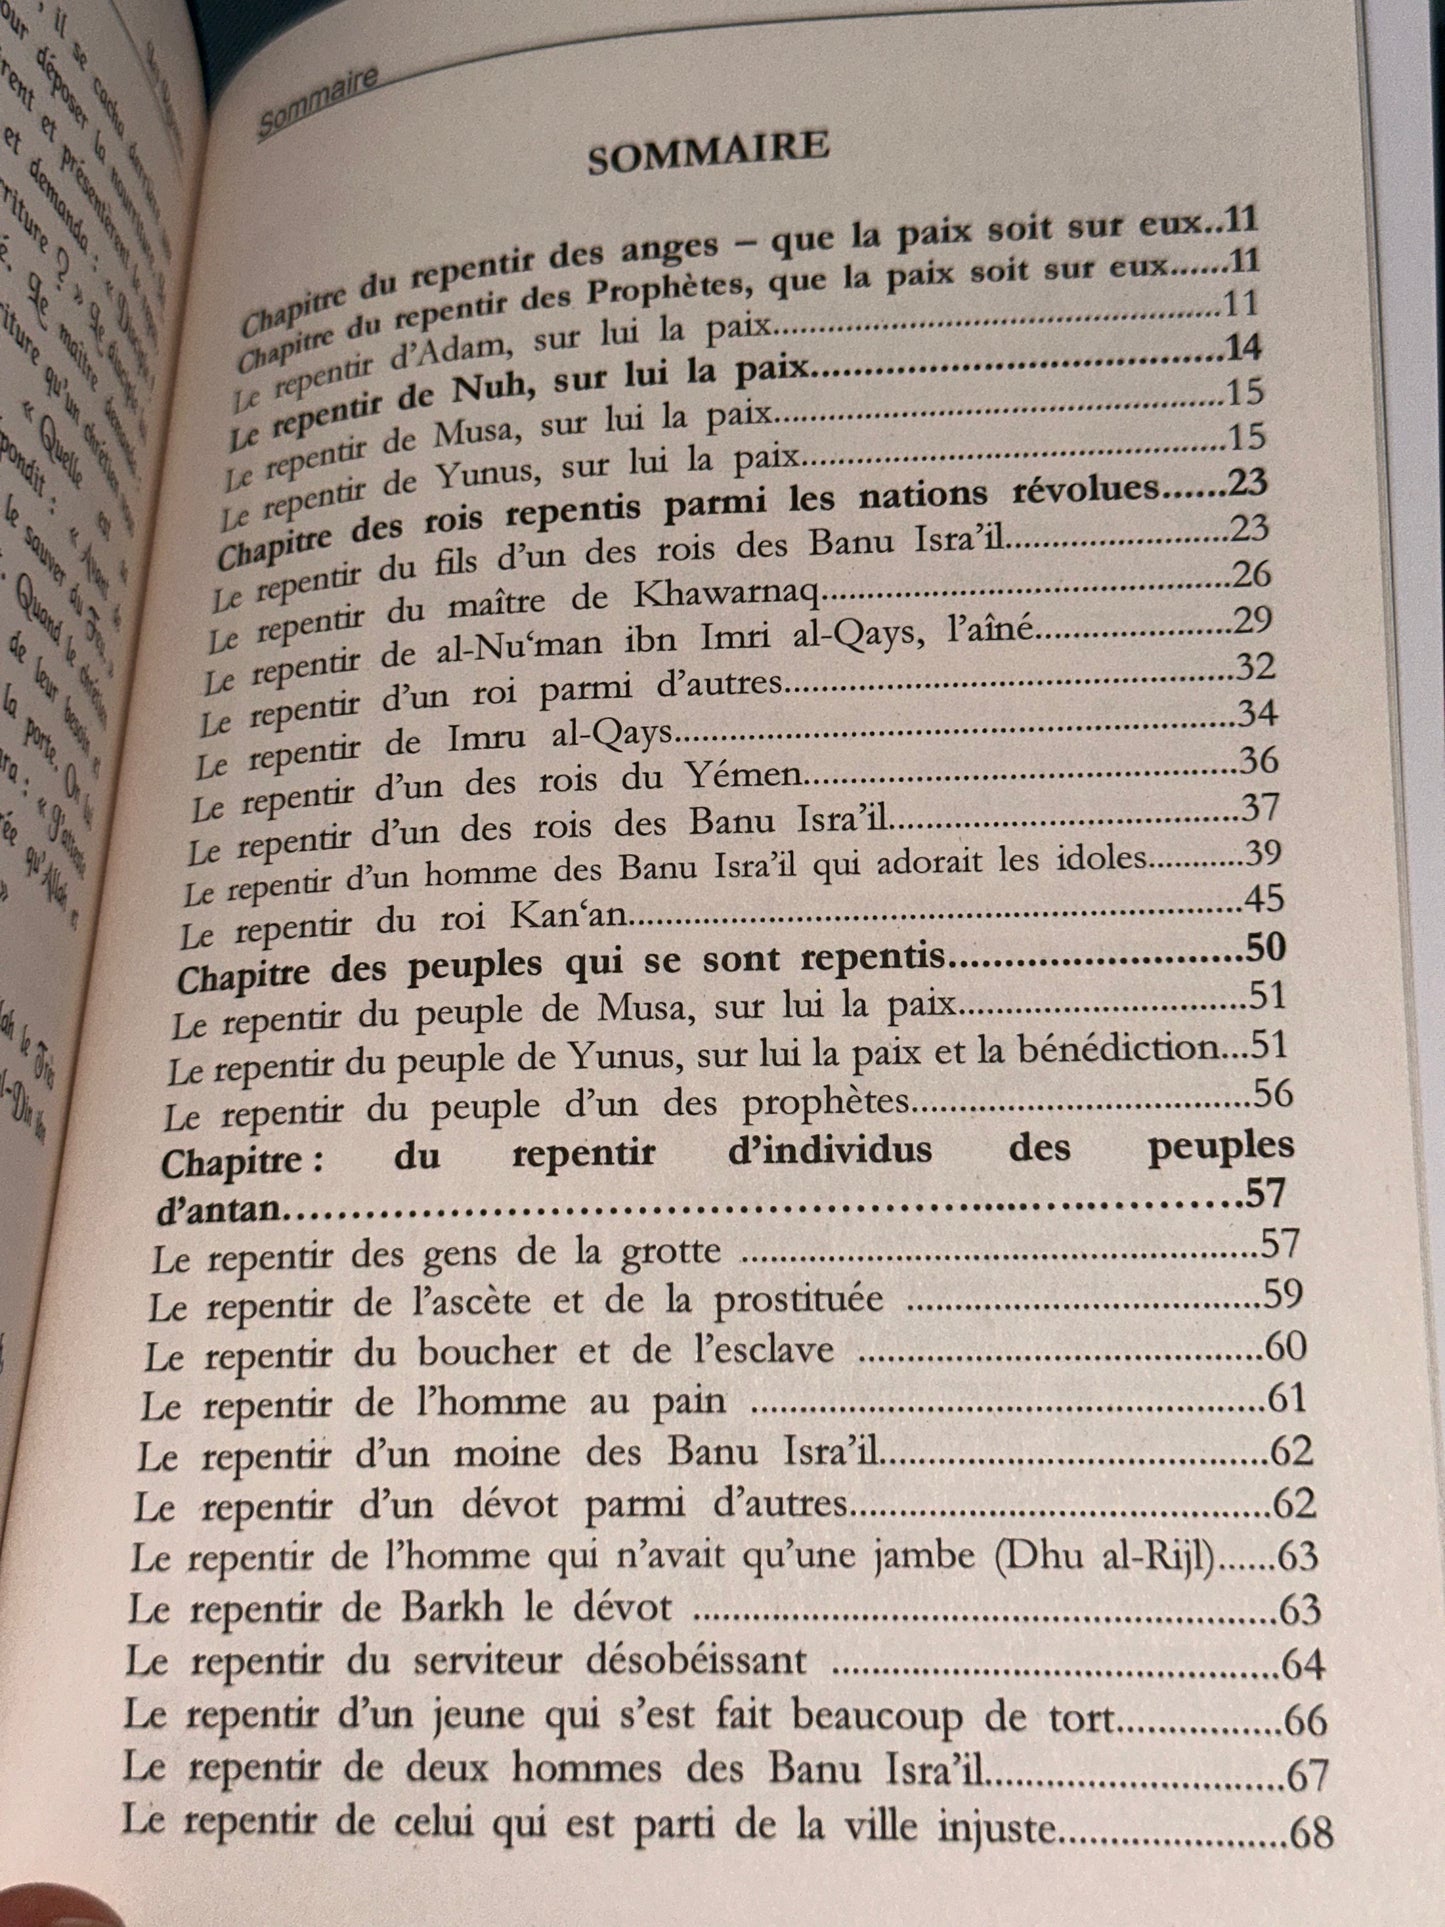 Sommaire
SOMMAIRE
Chapitre du repentir des anges – que la paix soit sur eux..11
Chapitre du repentir des Prophètes, que la paix soit sur eux......11
Le repentir d'Adam, sur lui la paix...............................................11
Le repentir de Nuh, sur lui la paix...........................................14
Le repentir de Musa, sur lui la paix..............................................15
Le repentir de Yunus, sur lui la paix............................................15
Chapitre des rois repentis parmi les nations révolues......23
Le repentir du fils d'un des rois des Banu Isra'il.......................23
Le repentir du maître de Khawarnaq..........................................26
Le repentir de al-Nu‘man ibn Imri al-Qays, l'aîné....................29
Le repentir d'un roi parmi d'autres..............................................32
Le repentir de Imru al-Qays.........................................................34
Le repentir d'un des rois du Yémen............................................36
Le repentir d'un des rois des Banu Isra'il...................................37
Le repentir d'un homme des Banu Isra'il qui adorait les idoles..........39
Le repentir du roi Kan‘an..............................................................45
Chapitre des peuples qui se sont repentis..........................50
Le repentir du peuple de Musa, sur lui la paix............................51
Le repentir du peuple de Yunus, sur lui la paix et la bénédiction...51
Le repentir du peuple d'un des prophètes..................................56
Chapitre : du repentir d'individus des peuples
d'antan..........................................................................57
Le repentir des gens de la grotte ...................................................57
Le repentir de l'ascète et de la prostituée ...................................59
Le repentir du boucher et de l'esclave ........................................60
Le repentir de l'homme au pain ...................................................61
Le repentir d'un moine des Banu Isra'il......................................62
Le repentir d'un dévot parmi d'autres.........................................62
Le repentir de l'homme qui n'avait qu'une jambe (Dhu al-Rijl)......63
Le repentir de Barkh le dévot .........................................................63
Le repentir du serviteur désobéissant ...........................................64
Le repentir d'un jeune qui s'est fait beaucoup de tort................66
Le repentir de deux hommes des Banu Isra'il.............................67
Le repentir de celui qui est parti de la ville injuste......................68